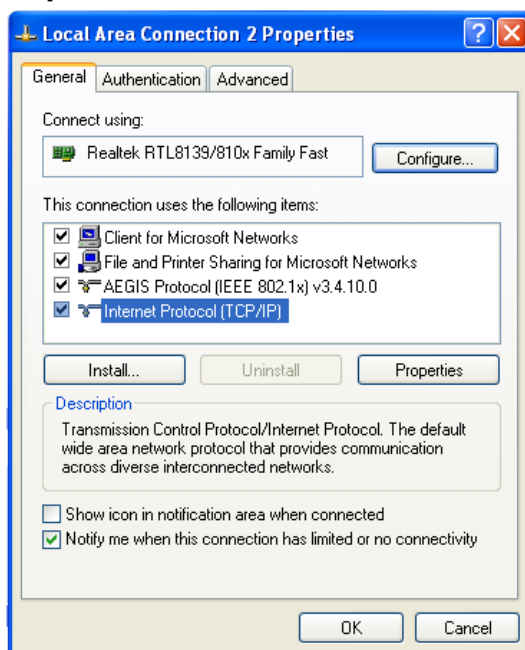 Local Area Connection 2 Properties
General Authentication Advanced
Connect using:
Realtek RTL8139/810x Family Fast
Configure...
This connection uses the following items:
Client for Microsoft Networks
File and Printer Sharing for Microsoft Networks
AEGIS Protocol (IEEE 802.1x) v3.4.10.0
Internet Protocol (TCP/IP)
Install... Uninstall Properties
Description
Transmission Control Protocol/Internet Protocol. The default
wide area network protocol that provides communication
across diverse interconnected networks.
Show icon in notification area when connected
Notify me when this connection has limited or no connectivity
OK Cancel